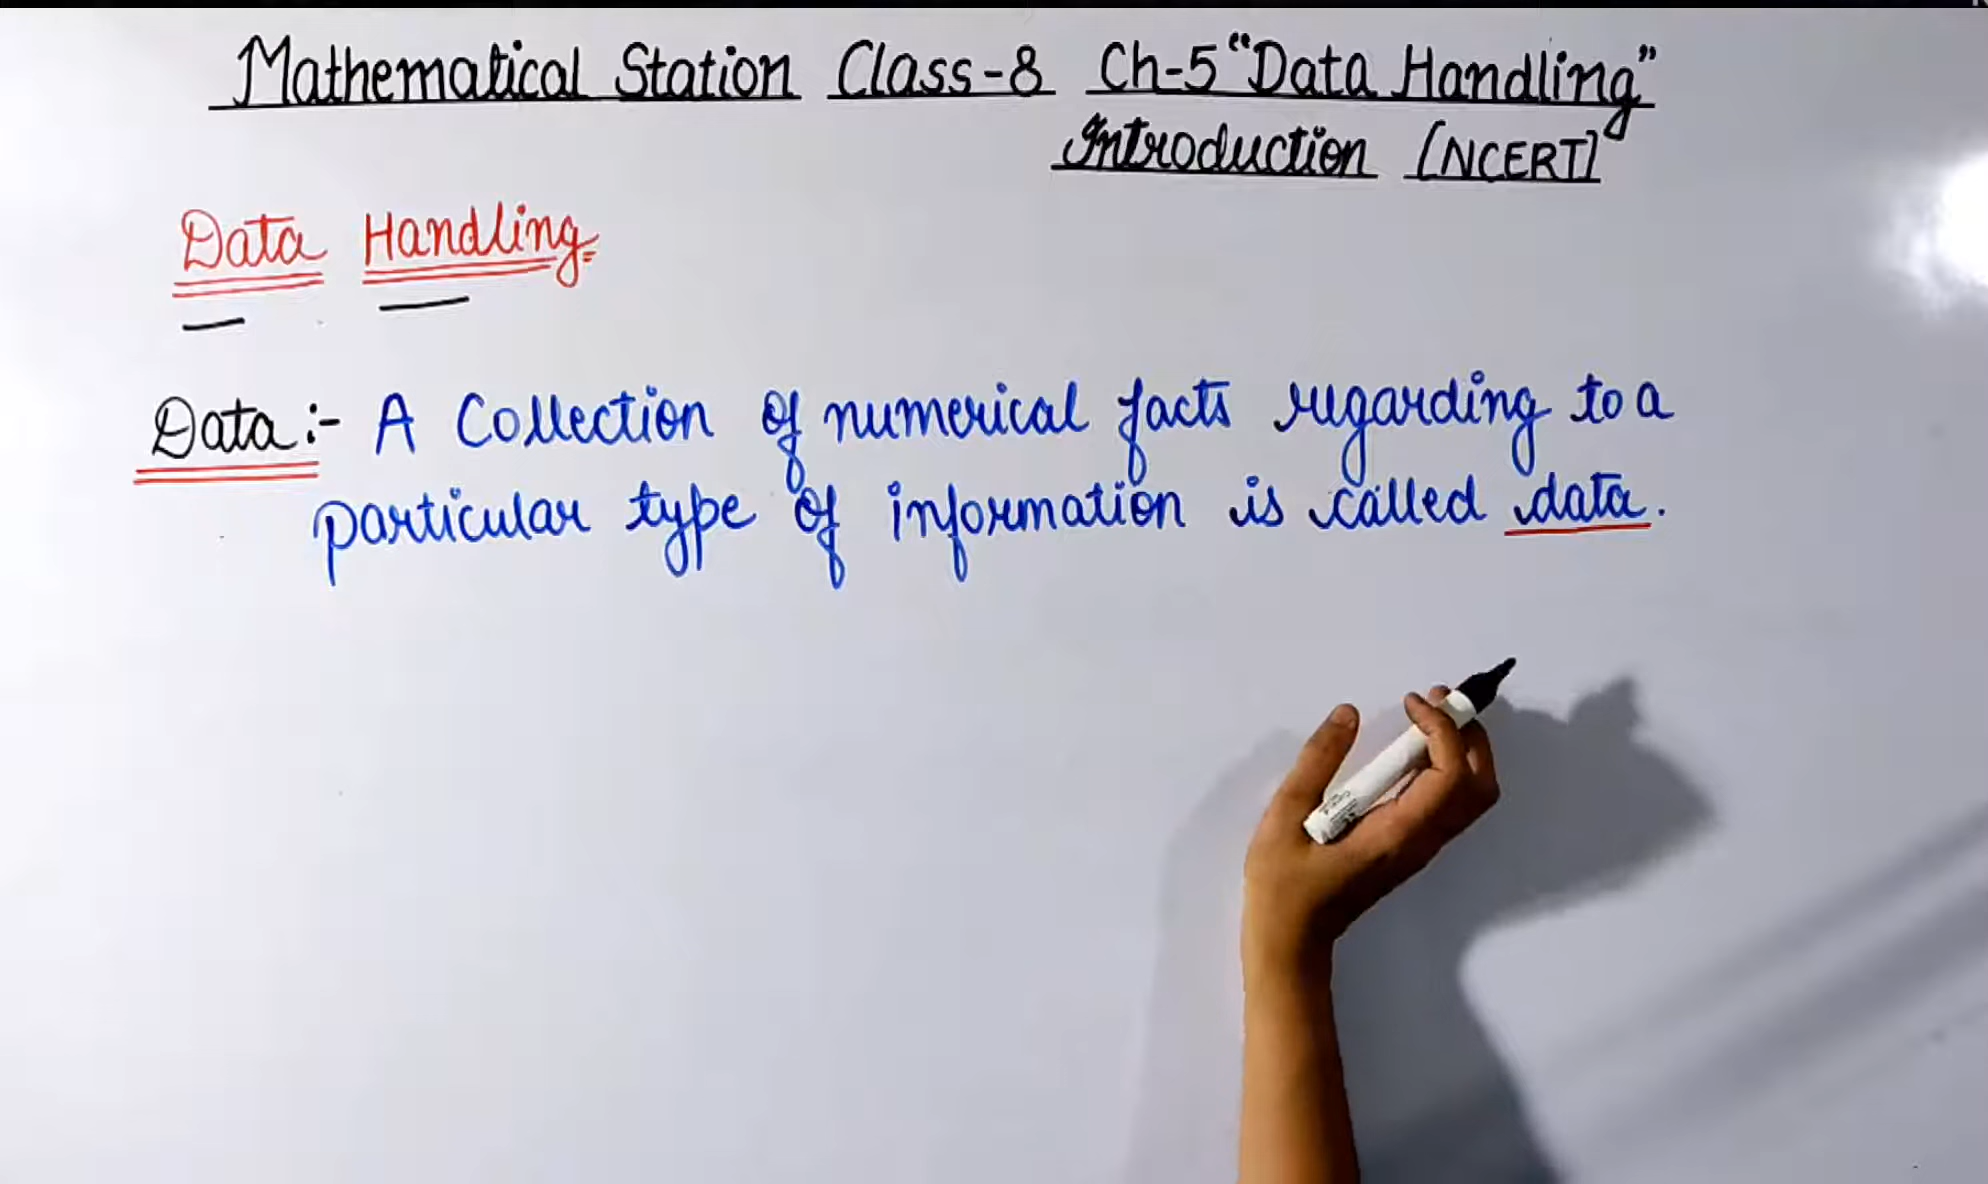 Mathematical Station Class-8 Ch-5 "Data Handling"
Introduction [NCERT]
Data Handling
Data:- A Collection of numerical facts regarding to a
particular type of information is called data.